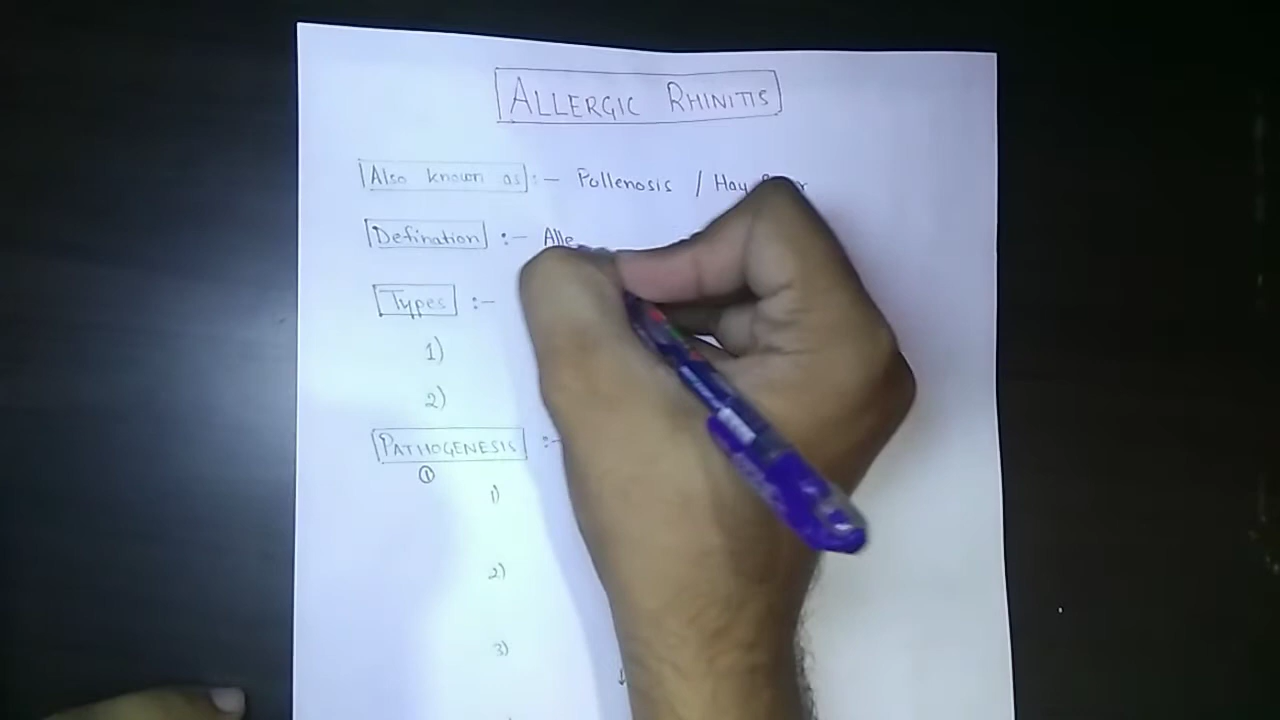 ALLERGIC RHINITIS
Also known as :- Pollenosis / Hay
Defination :- Alle
Types :-
1)
2)
PATHOGENESIS :-
①
1)
2)
3)
↓